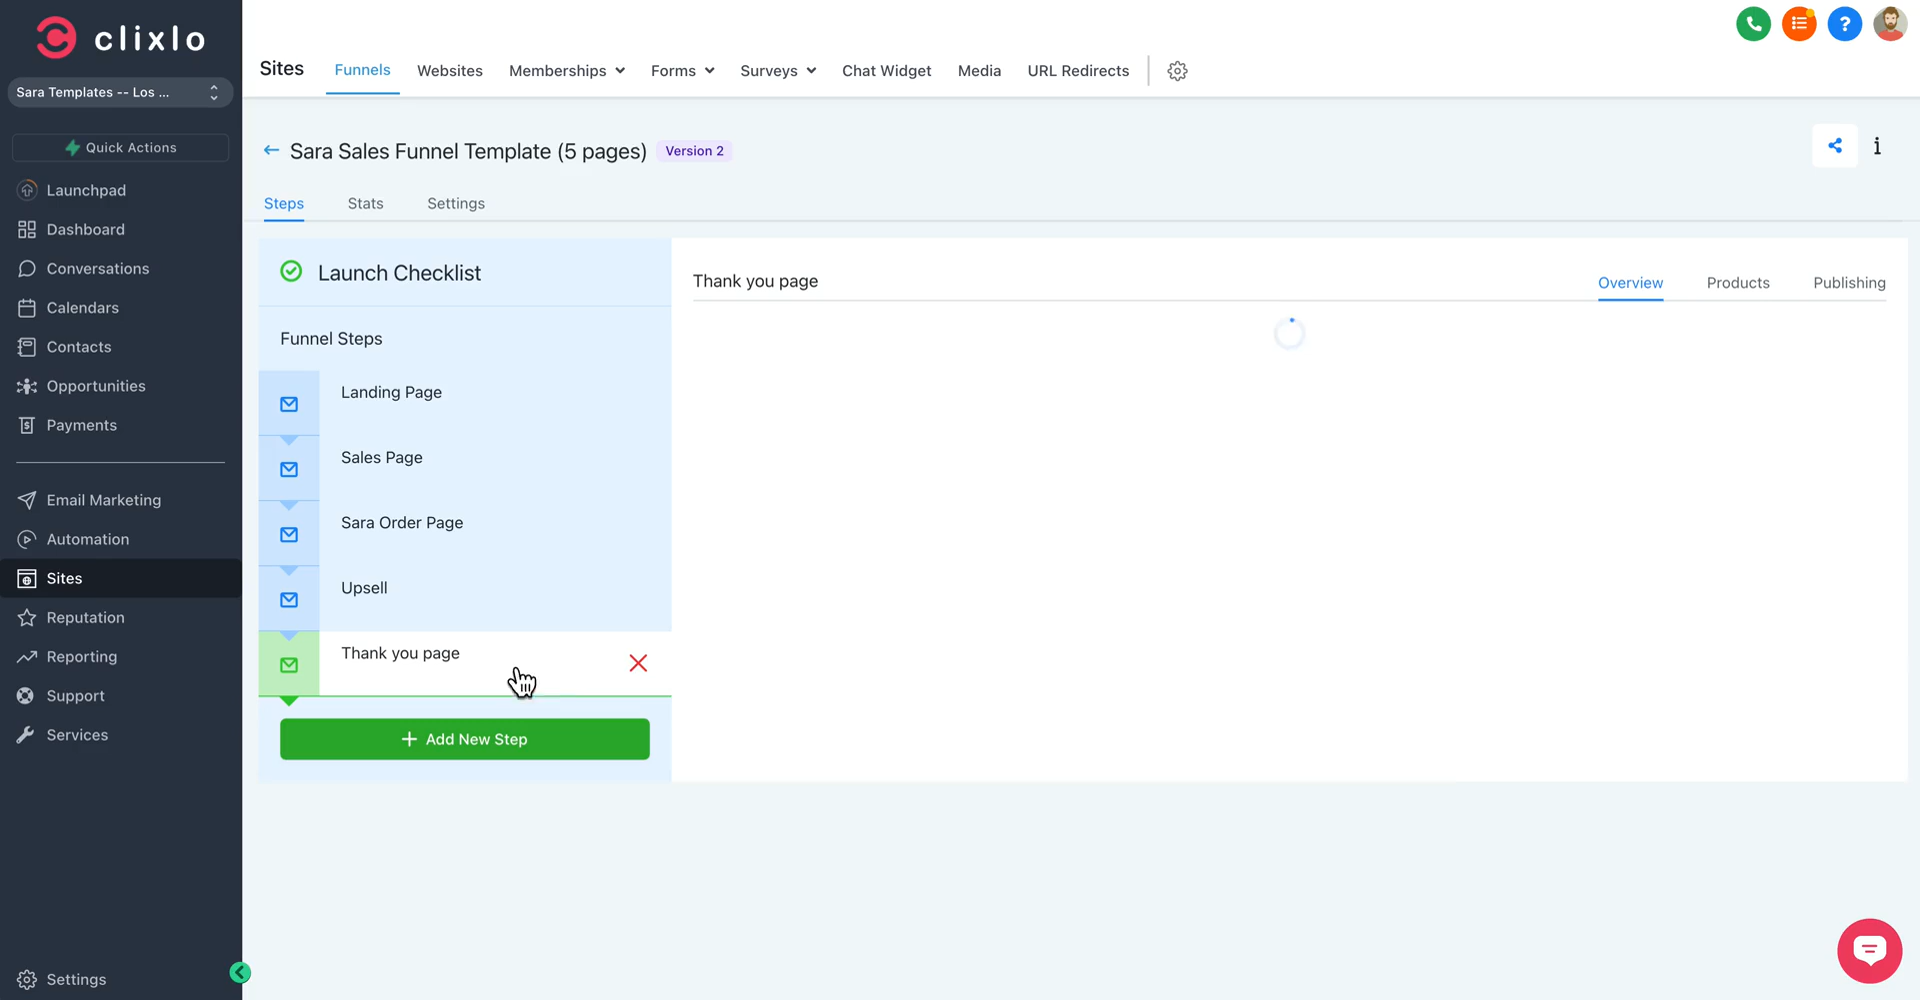 clixlo
Sara Templates -- Los ...
Quick Actions
Launchpad
Dashboard
Conversations
Calendars
Contacts
Opportunities
Payments
Email Marketing
Automation
Sites
Reputation
Reporting
Support
Services
Settings
Sites
Funnels
Websites
Memberships
Forms
Surveys
Chat Widget
Media
URL Redirects
?
Sara Sales Funnel Template (5 pages)
Version 2
i
Steps
Stats
Settings
Launch Checklist
Funnel Steps
Landing Page
Sales Page
Sara Order Page
Upsell
Thank you page
+ Add New Step
Thank you page
Overview
Products
Publishing